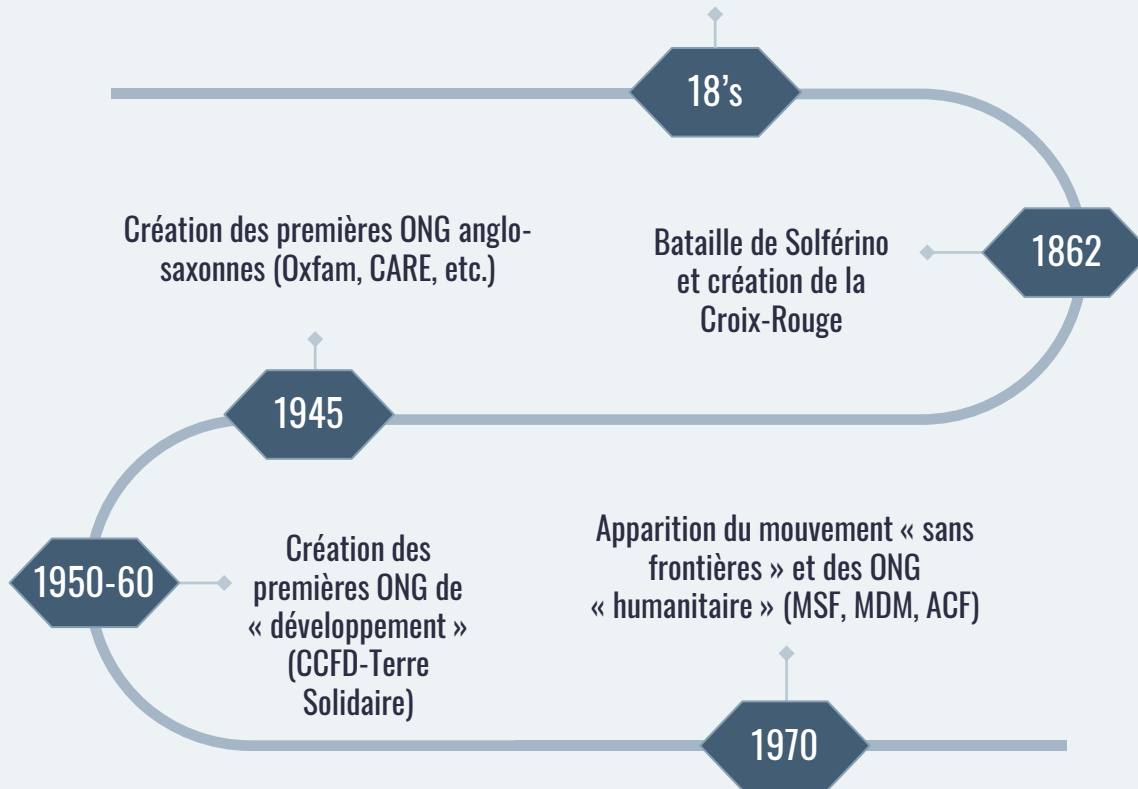 18’s
1862
Bataille de Solférino
et création de la
Croix-Rouge
Création des premières ONG anglo-
saxonnes (Oxfam, CARE, etc.)
1945
1950-60
Création des
premières ONG de
« développement »
(CCFD-Terre
Solidaire)
Apparition du mouvement « sans
frontières » et des ONG
« humanitaire » (MSF, MDM, ACF)
1970